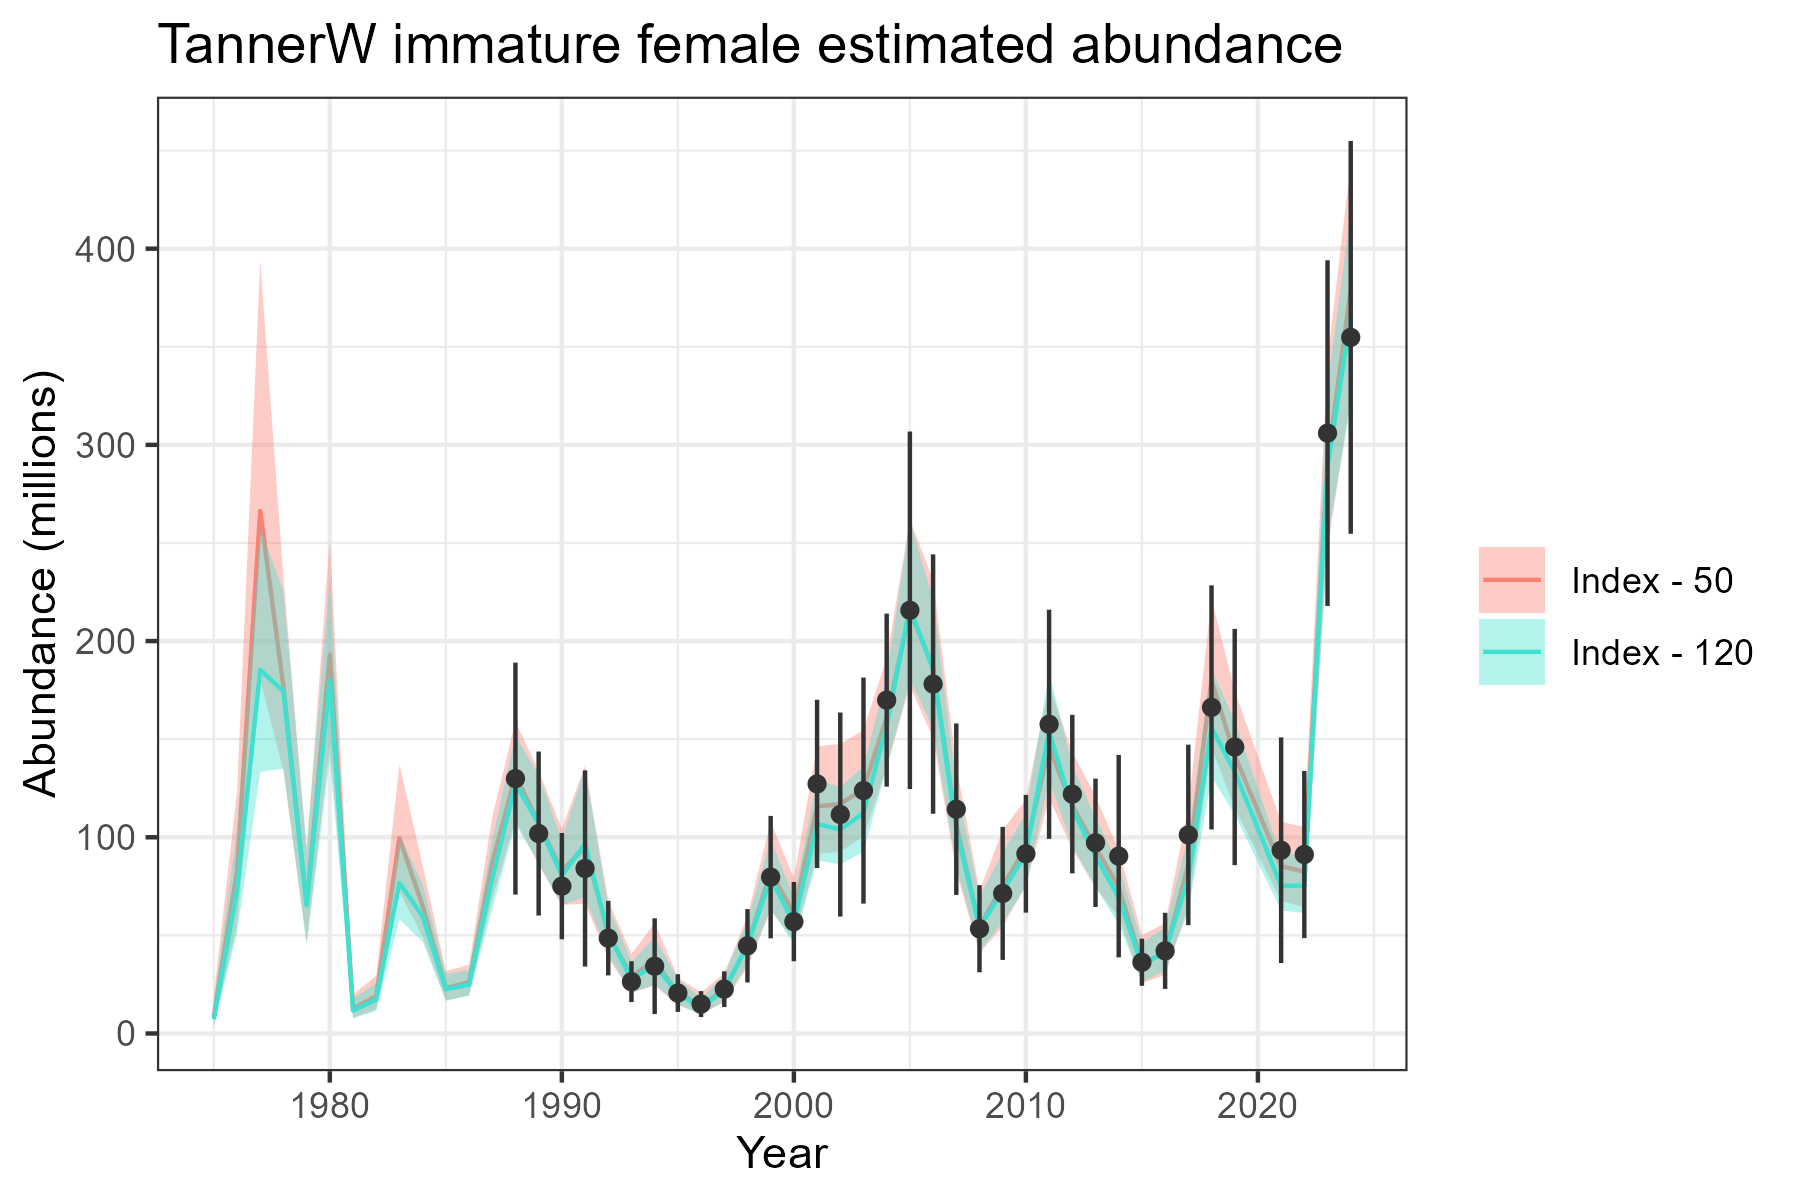 TannerW immature female estimated abundance
Abundance (millions)
400
300
200
100
0
1980 1990 2000 2010 2020
Year
Index - 50
Index - 120